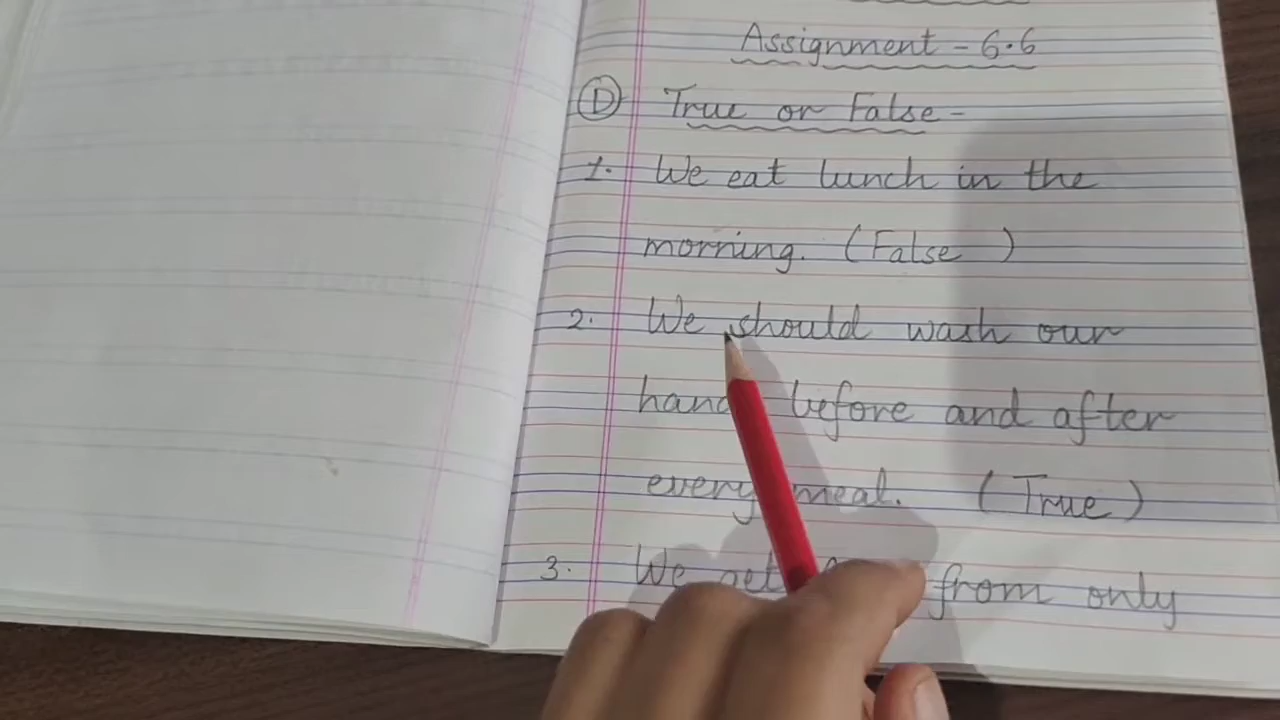 Assignment - 6.6
D True or False -
1. We eat lunch in the
morning. (False )
2. We should wash our
hand before and after
every meal. (True)
3. We get from only